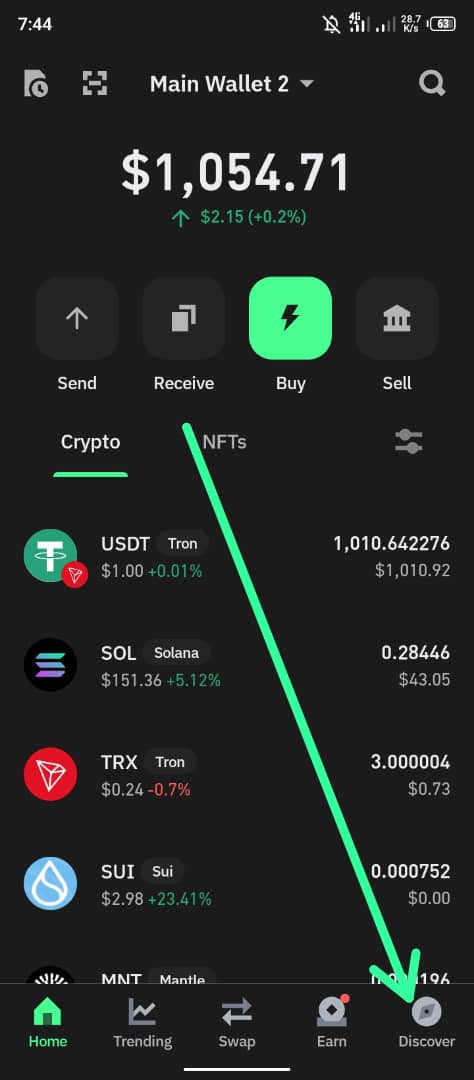 7:44 4G 28.7 K/s 63
Main Wallet 2
$1,054.71
$2.15 (+0.2%)
Send Receive Buy Sell
Crypto NFTs
USDT Tron 1,010.642276
$1.00 +0.01% $1,010.92
SOL Solana 0.28446
$151.36 +5.12% $43.05
TRX Tron 3.000004
$0.24 -0.7% $0.73
SUI Sui 0.000752
$2.98 +23.41% $0.00
MNT Mantle
Home Trending Swap Earn Discover